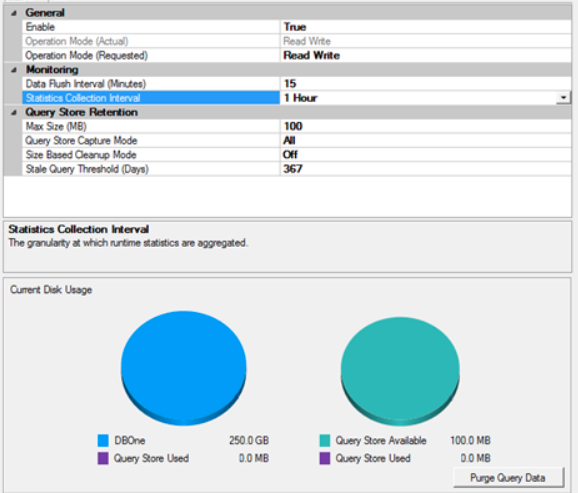 General
Enable True
Operation Mode (Actual) Read Write
Operation Mode (Requested) Read Write
Monitoring
Data Flush Interval (Minutes) 15
Statistics Collection Interval 1 Hour
Query Store Retention
Max Size (MB) 100
Query Store Capture Mode All
Size Based Cleanup Mode Off
Stale Query Threshold (Days) 367
Statistics Collection Interval
The granularity at which runtime statistics are aggregated.
Current Disk Usage
DBOne 250.0 GB Query Store Available 100.0 MB
Query Store Used 0.0 MB Query Store Used 0.0 MB
Purge Query Data